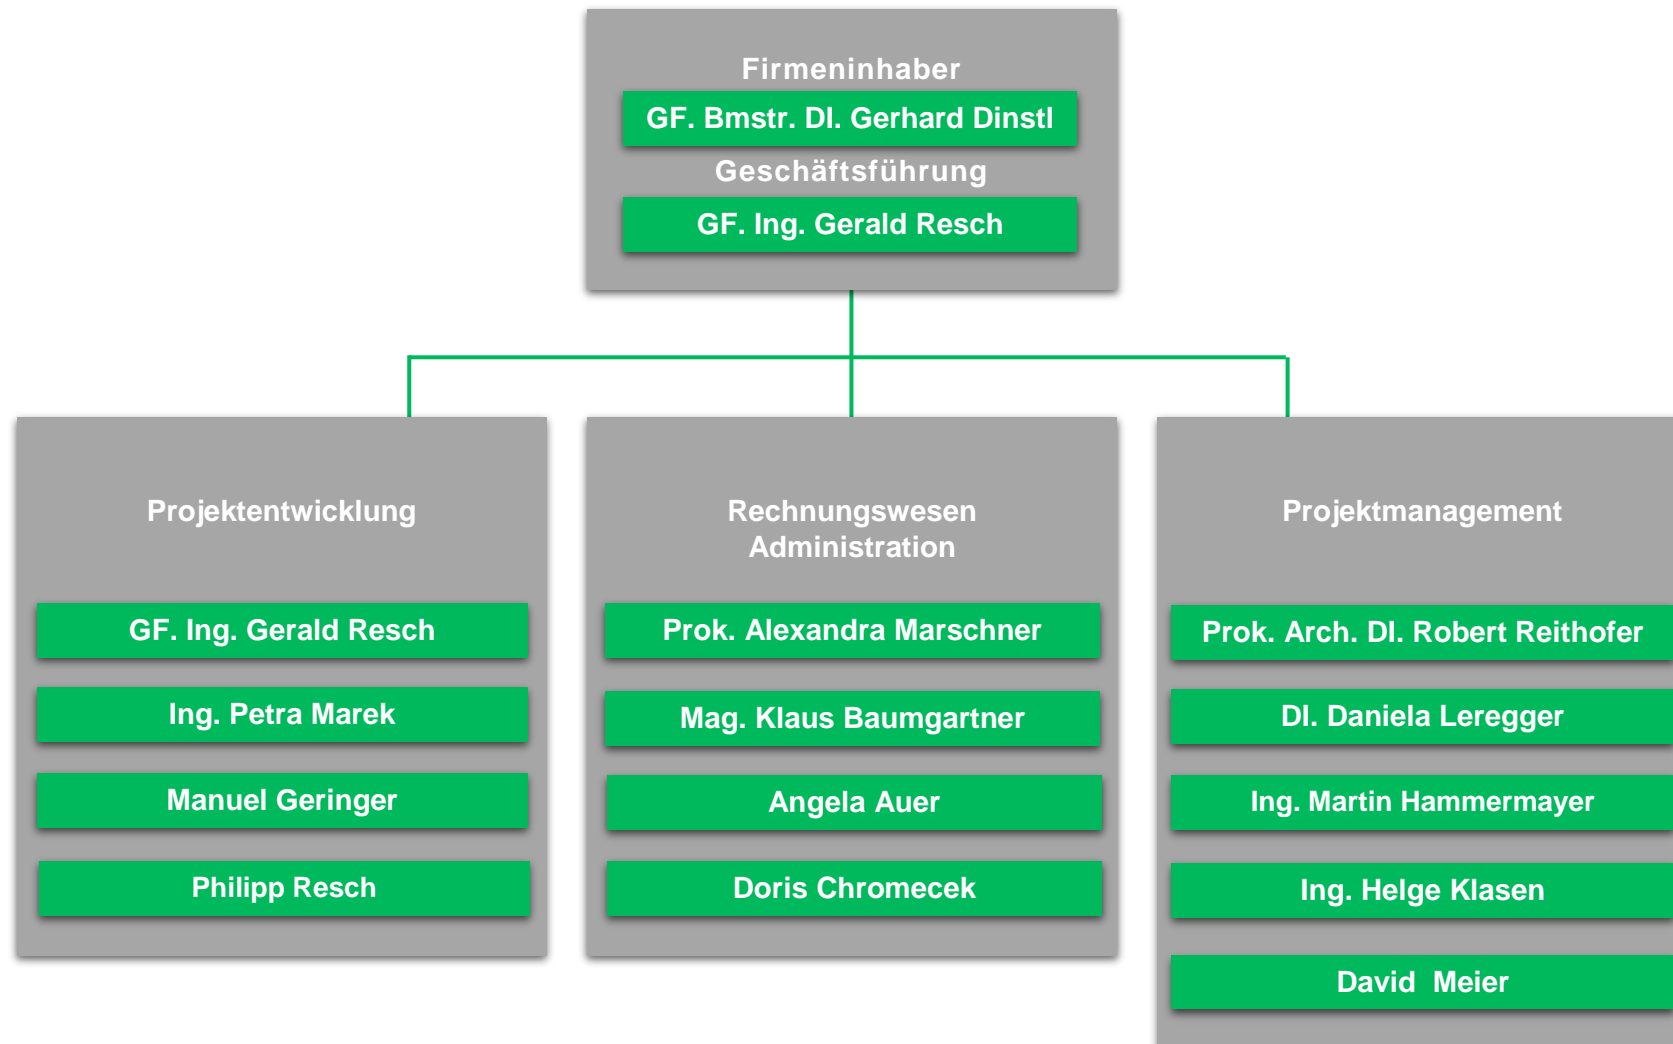 Firmeninhaber
GF. Bmstr. DI. Gerhard Dinstl
Geschäftsführung
GF. Ing. Gerald Resch
Projektentwicklung
GF. Ing. Gerald Resch
Ing. Petra Marek
Manuel Geringer
Philipp Resch
Rechnungswesen
Administration
Prok. Alexandra Marschner
Mag. Klaus Baumgartner
Angela Auer
Doris Chromecek
Projektmanagement
Prok. Arch. DI. Robert Reithofer
DI. Daniela Leregger
Ing. Martin Hammermayer
Ing. Helge Klasen
David  Meier